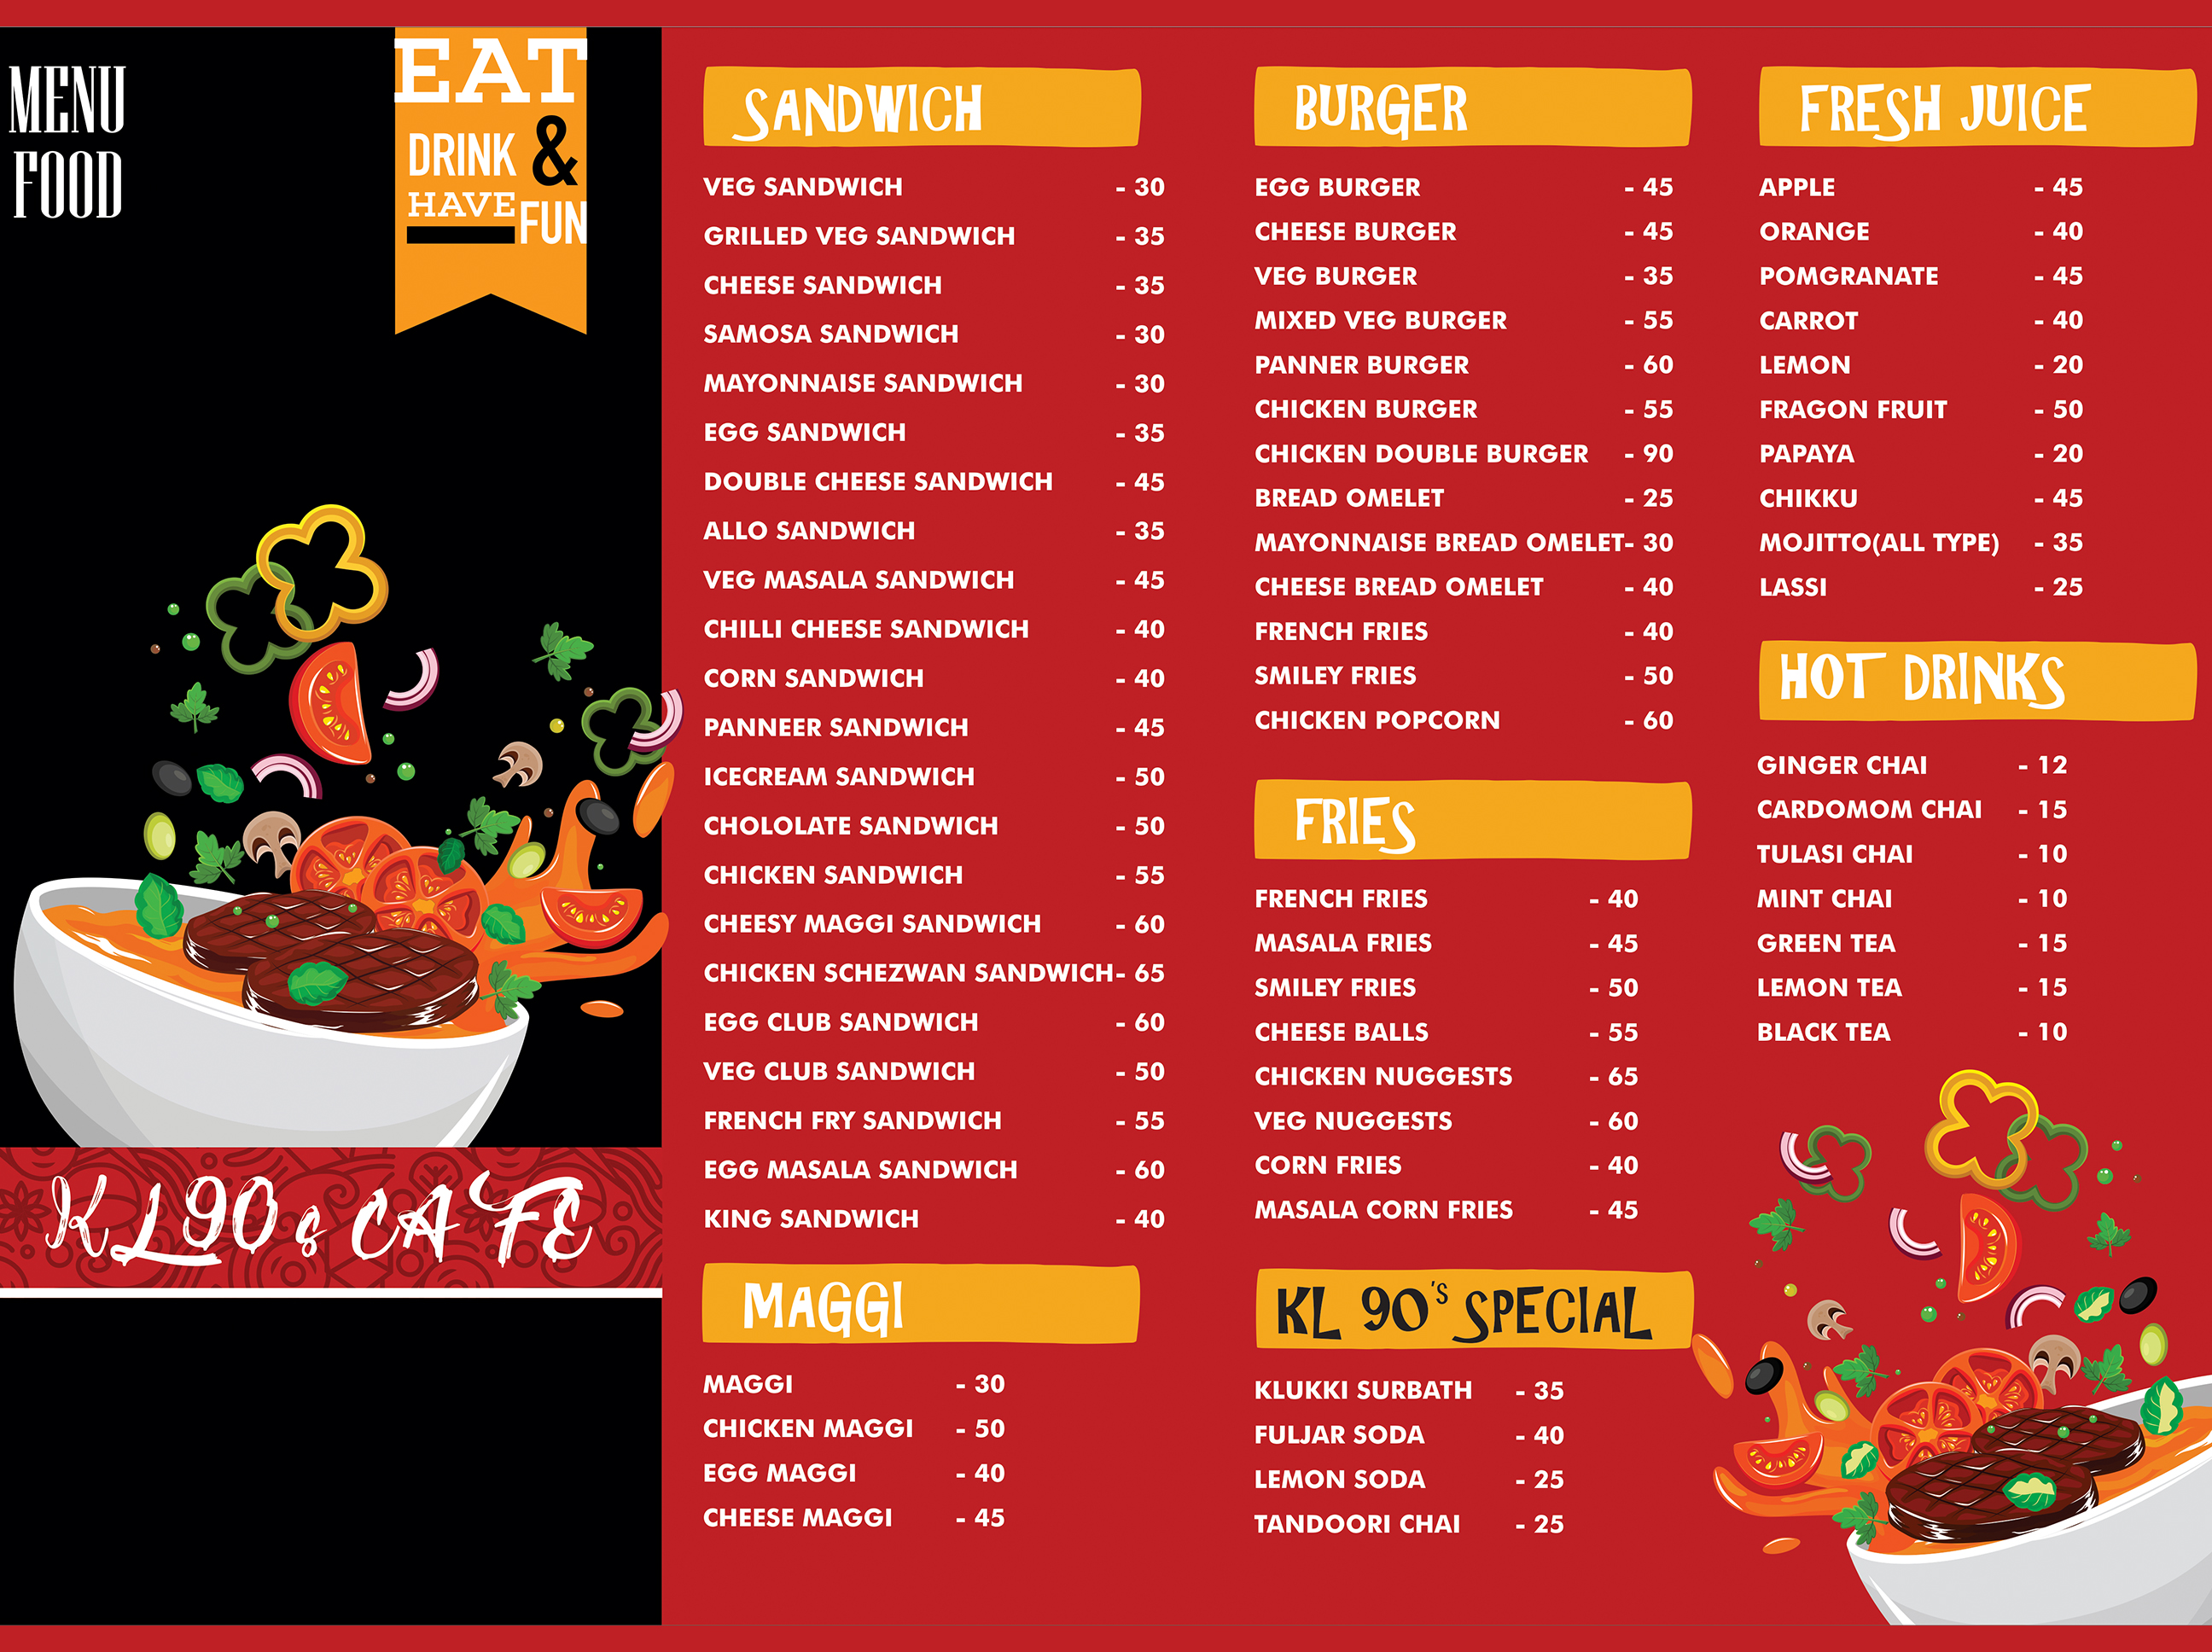 MENU
FOOD
EAT
DRINK &
HAVE
FUN
KL90s CAFE
SANDWICH
VEG SANDWICH - 30
GRILLED VEG SANDWICH - 35
CHEESE SANDWICH - 35
SAMOSA SANDWICH - 30
MAYONNAISE SANDWICH - 30
EGG SANDWICH - 35
DOUBLE CHEESE SANDWICH - 45
ALLO SANDWICH - 35
VEG MASALA SANDWICH - 45
CHILLI CHEESE SANDWICH - 40
CORN SANDWICH - 40
PANNEER SANDWICH - 45
ICECREAM SANDWICH - 50
CHOLOLATE SANDWICH - 50
CHICKEN SANDWICH - 55
CHEESY MAGGI SANDWICH - 60
CHICKEN SCHEZWAN SANDWICH- 65
EGG CLUB SANDWICH - 60
VEG CLUB SANDWICH - 50
FRENCH FRY SANDWICH - 55
EGG MASALA SANDWICH - 60
KING SANDWICH - 40
MAGGI
MAGGI - 30
CHICKEN MAGGI - 50
EGG MAGGI - 40
CHEESE MAGGI - 45
BURGER
EGG BURGER - 45
CHEESE BURGER - 45
VEG BURGER - 35
MIXED VEG BURGER - 55
PANNER BURGER - 60
CHICKEN BURGER - 55
CHICKEN DOUBLE BURGER - 90
BREAD OMELET - 25
MAYONNAISE BREAD OMELET- 30
CHEESE BREAD OMELET - 40
FRENCH FRIES - 40
SMILEY FRIES - 50
CHICKEN POPCORN - 60
FRIES
FRENCH FRIES - 40
MASALA FRIES - 45
SMILEY FRIES - 50
CHEESE BALLS - 55
CHICKEN NUGGESTS - 65
VEG NUGGESTS - 60
CORN FRIES - 40
MASALA CORN FRIES - 45
KL 90's SPECIAL
KLUKKI SURBATH - 35
FULJAR SODA - 40
LEMON SODA - 25
TANDOORI CHAI - 25
FRESH JUICE
APPLE - 45
ORANGE - 40
POMGRANATE - 45
CARROT - 40
LEMON - 20
FRAGON FRUIT - 50
PAPAYA - 20
CHIKKU - 45
MOJITTO(ALL TYPE) - 35
LASSI - 25
HOT DRINKS
GINGER CHAI - 12
CARDOMOM CHAI - 15
TULASI CHAI - 10
MINT CHAI - 10
GREEN TEA - 15
LEMON TEA - 15
BLACK TEA - 10